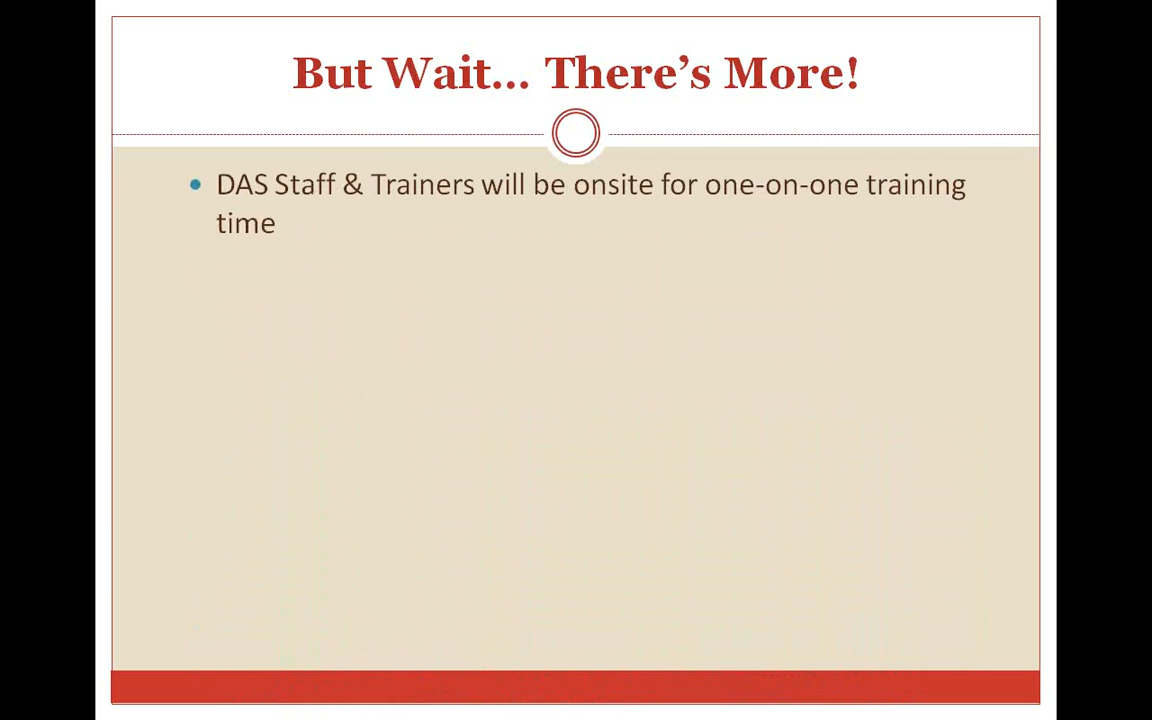 But Wait... There’s More!
• DAS Staff & Trainers will be onsite for one-on-one training
time